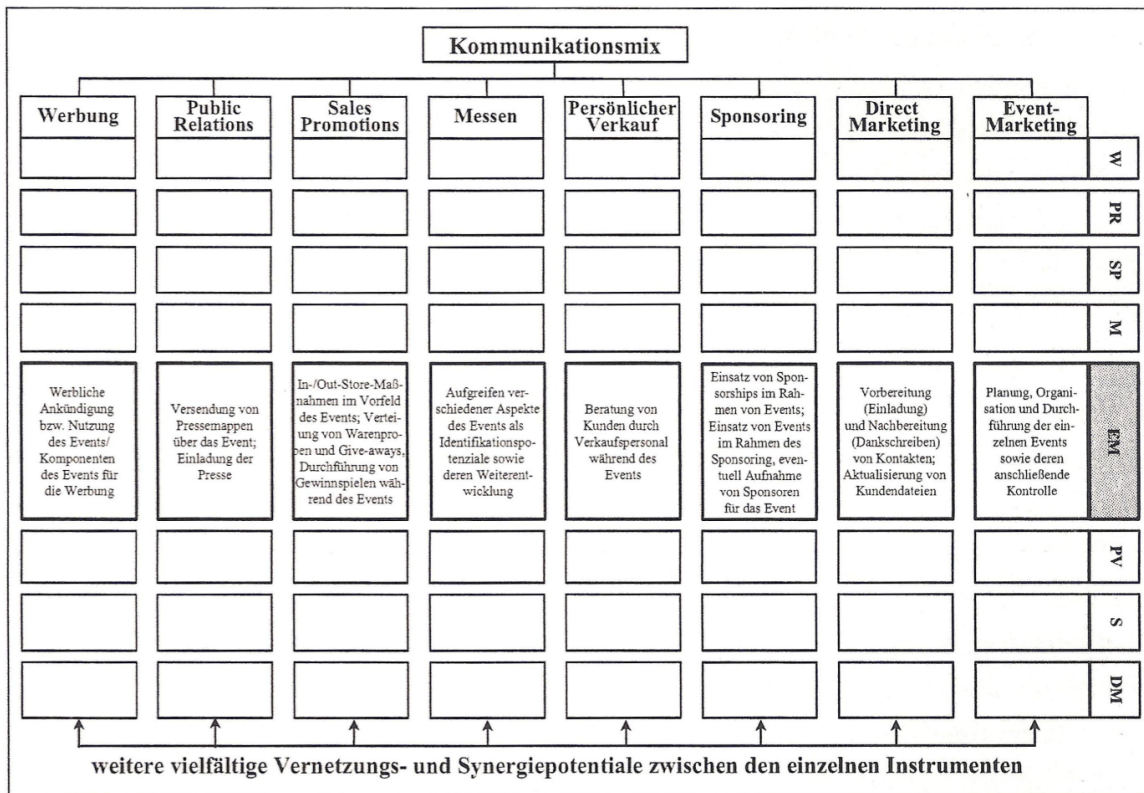 Kommunikationsmix
Werbung
Public
Relations
Sales
Promotions
Messen
Persönlicher
Verkauf
Sponsoring
Direct
Marketing
Event-
Marketing
W
PR
SP
M
Werbliche
Ankündigung
bzw. Nutzung
des Events/
Komponenten
des Events für
die Werbung
Versendung von
Pressemappen
über das Event;
Einladung der
Presse
In-/Out-Store-Maß-
nahmen im Vorfeld
des Events; Vertei-
lung von Warenpro-
ben und Give-aways,
Durchführung von
Gewinnspielen wäh-
rend des Events
Aufgreifen ver-
schiedener Aspekte
des Events als
Identifikationspo-
tenziale sowie
deren Weiterent-
wicklung
Beratung von
Kunden durch
Verkaufspersonal
während des
Events
Einsatz von Spon-
sorships im Rah-
men von Events;
Einsatz von Events
im Rahmen des
Sponsoring, even-
tuell Aufnahme
von Sponsoren
für das Event
Vorbereitung
(Einladung)
und Nachbereitung
(Dankschreiben)
von Kontakten;
Aktualisierung von
Kundendateien
Planung, Organi-
sation und Durch-
führung der ein-
zelnen Events
sowie deren
anschließende
Kontrolle
EM
PV
S
DM
weitere vielfältige Vernetzungs- und Synergiepotentiale zwischen den einzelnen Instrumenten